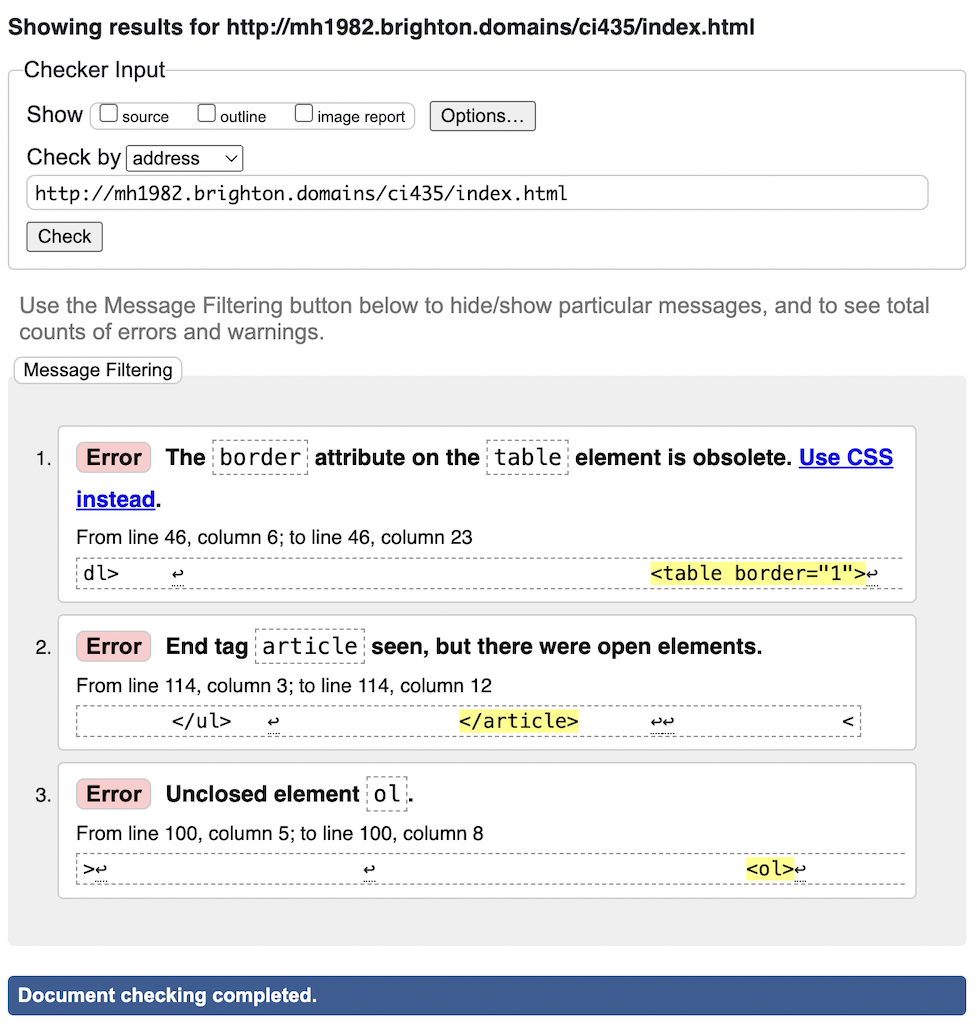 Showing results for http://mh1982.brighton.domains/ci435/index.html
Checker Input
Show source outline image report Options...
Check by address
http://mh1982.brighton.domains/ci435/index.html
Check
Use the Message Filtering button below to hide/show particular messages, and to see total
counts of errors and warnings.
Message Filtering
1. Error The border attribute on the table element is obsolete. Use CSS
instead.
From line 46, column 6; to line 46, column 23
dl> ↩ <table border="1">↩
2. Error End tag article seen, but there were open elements.
From line 114, column 3; to line 114, column 12
</ul> ↩ </article> ↩↩ <
3. Error Unclosed element ol.
From line 100, column 5; to line 100, column 8
>↩ ↩ <ol>↩
Document checking completed.